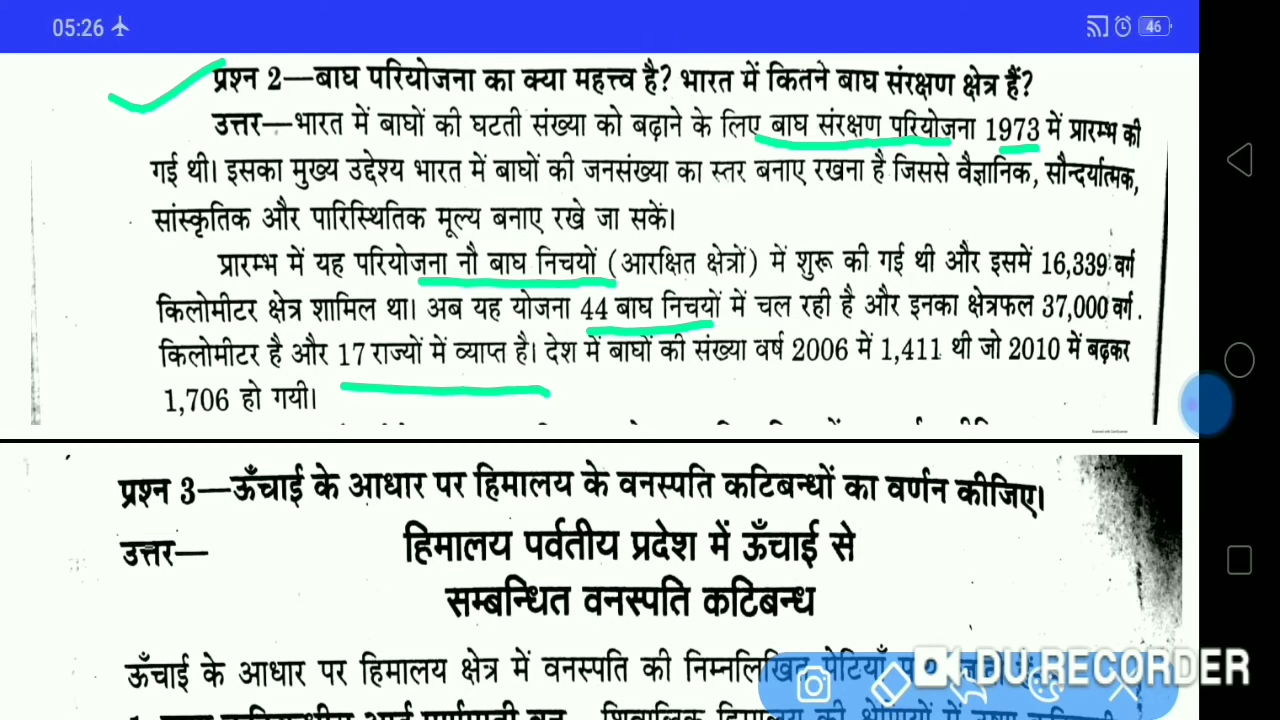 05:26
46
प्रश्न 2—बाघ परियोजना का क्या महत्त्व है? भारत में कितने बाघ संरक्षण क्षेत्र हैं?
उत्तर—भारत में बाघों की घटती संख्या को बढ़ाने के लिए बाघ संरक्षण परियोजना 1973 में प्रारम्भ की
गई थी। इसका मुख्य उद्देश्य भारत में बाघों की जनसंख्या का स्तर बनाए रखना है जिससे वैज्ञानिक, सौन्दर्यात्मक,
सांस्कृतिक और पारिस्थितिक मूल्य बनाए रखे जा सकें।
प्रारम्भ में यह परियोजना नौ बाघ निचयों (आरक्षित क्षेत्रों) में शुरू की गई थी और इसमें 16,339 वर्ग
किलोमीटर क्षेत्र शामिल था। अब यह योजना 44 बाघ निचयों में चल रही है और इनका क्षेत्रफल 37,000 वर्ग
किलोमीटर है और 17 राज्यों में व्याप्त है। देश में बाघों की संख्या वर्ष 2006 में 1,411 थी जो 2010 में बढ़कर
1,706 हो गयी।
प्रश्न 3—ऊँचाई के आधार पर हिमालय के वनस्पति कटिबन्धों का वर्णन कीजिए।
उत्तर—
हिमालय पर्वतीय प्रदेश में ऊँचाई से
सम्बन्धित वनस्पति कटिबन्ध
ऊँचाई के आधार पर हिमालय क्षेत्र में वनस्पति की निम्नलिखित पेटियाँ
DU RECORDER